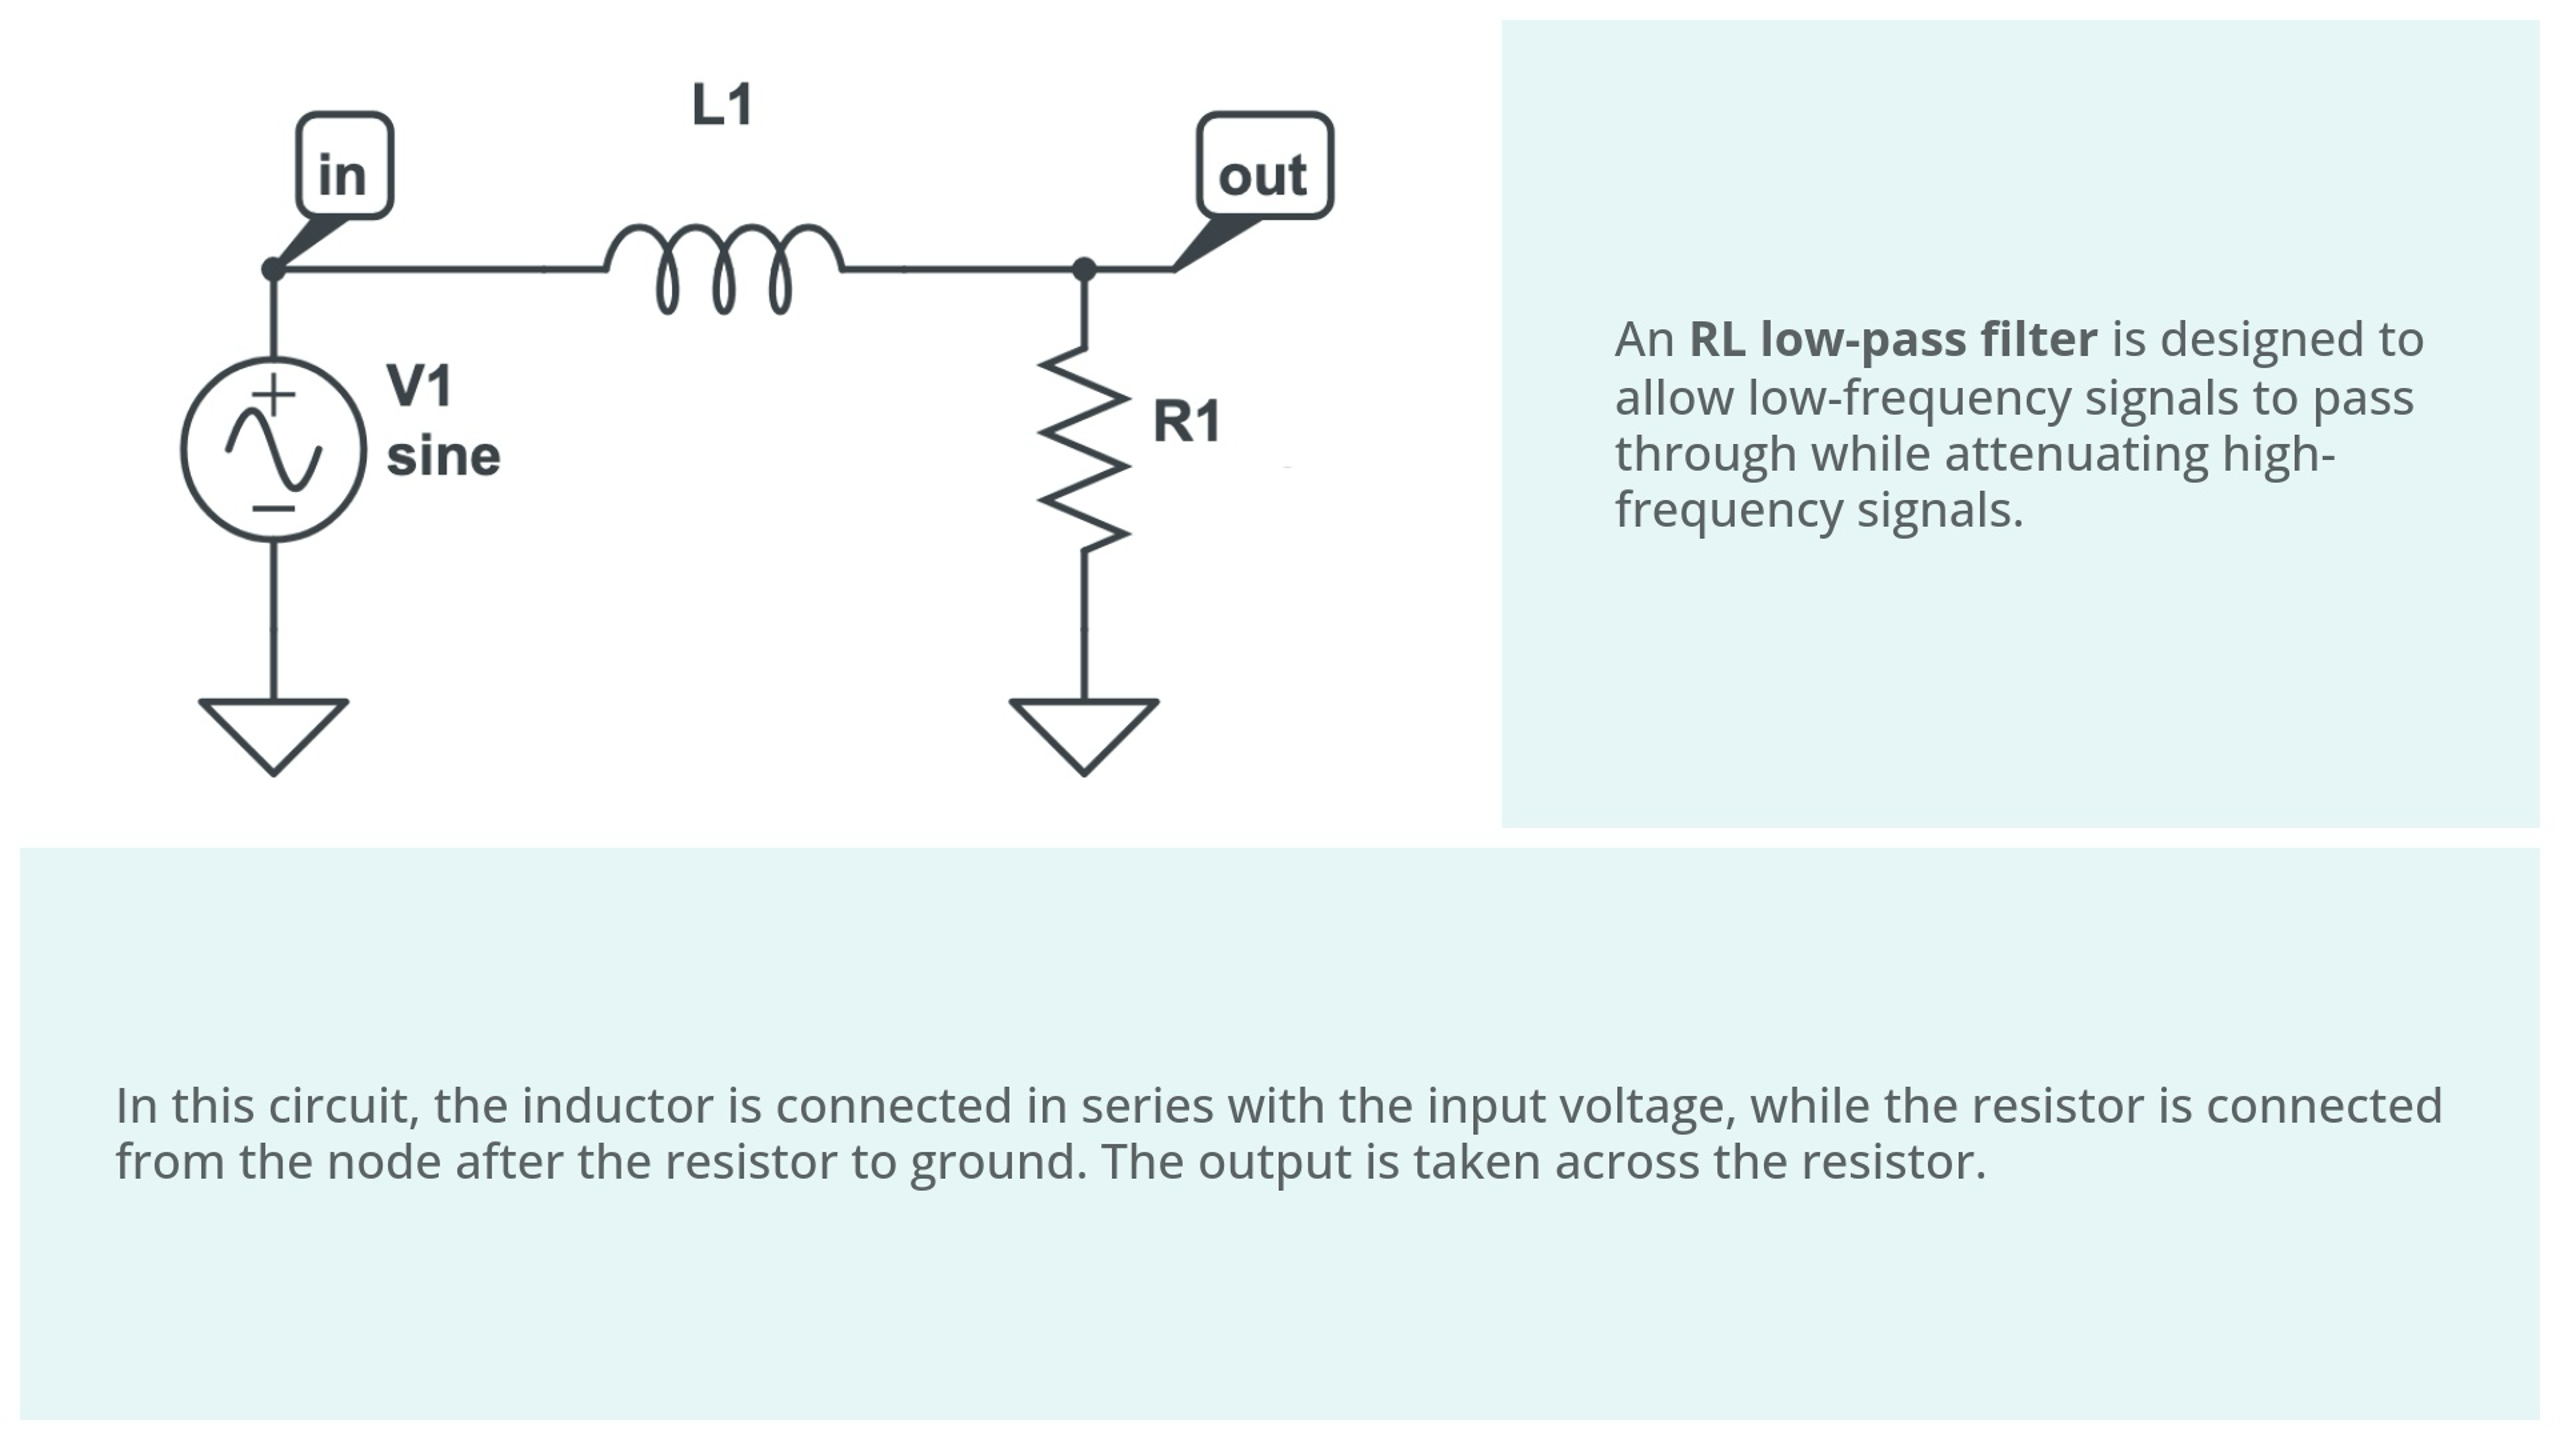 L1
in
out
V1
sine
R1
An RL low-pass filter is designed to
allow low-frequency signals to pass
through while attenuating high-
frequency signals.
In this circuit, the inductor is connected in series with the input voltage, while the resistor is connected
from the node after the resistor to ground. The output is taken across the resistor.